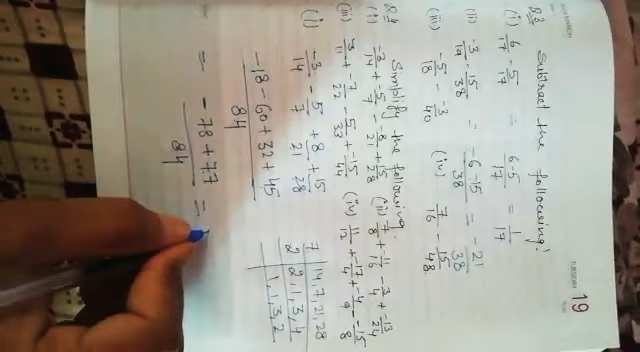 TUESDAY 19
Q.3 Subtract the following:
(i) 6/17 - 5/17 = 6-5/17 = 1/17
(ii) -3/19 - 15/38 = -6-15/38 = -21/38
(iii) -5/18 - -3/40 (iv) 7/16 - 15/48
Q.4 Simplify the following.
(i) -3/14 + -5/7 - -8/21 + 15/28 (ii) 7/8 + 11/16 - 3/4 + -13/24
(iii) 3/11 + -7/22 - 5/33 + -15/44 (iv) 11/12 + -17/4 + -4/9 - -15/8
(i) -3/14 - 5/7 + 8/21 + 15/28
7 | 14, 7, 21, 28
2 | 2, 1, 3, 4
1, 1, 3, 2
-18 - 60 + 32 + 45 / 84
= -78 + 77 / 84 =